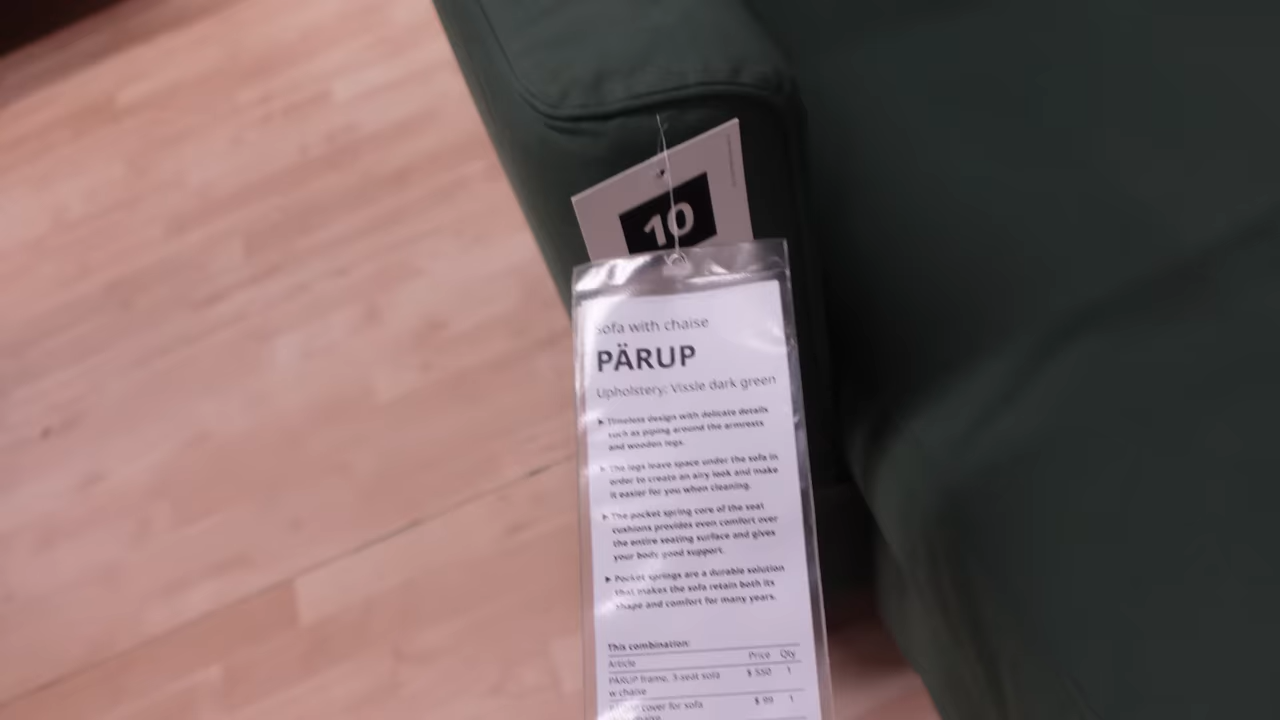 10
Sofa with chaise
PÄRUP
Upholstery: Vissle dark green
▸ Timeless design with delicate details
such as piping around the armrests
and wooden legs.
▸ The legs leave space under the sofa in
order to create an airy look and make
it easier for you when cleaning.
▸ The pocket spring core of the seat
cushions provides even comfort over
the entire seating surface and gives
your body good support.
▸ Pocket springs are a durable solution
that makes the sofa retain both its
shape and comfort for many years.
This combination:
Article Price Qty
PÄRUP frame, 3-seat sofa $ 550 1
w chaise
cover for sofa $ 99 1